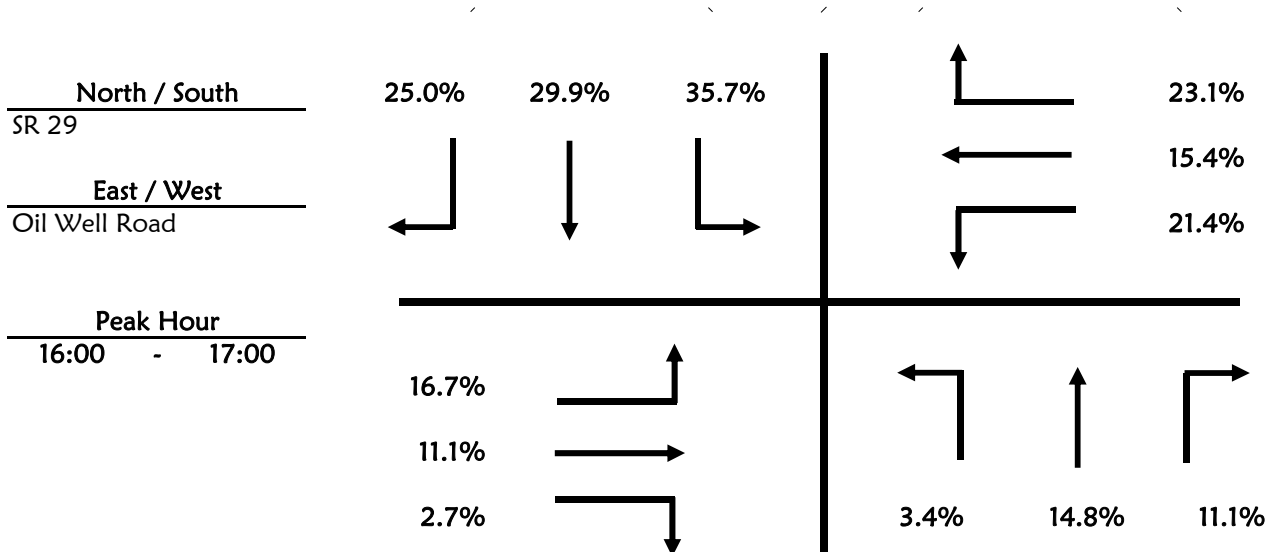 North / South
SR 29
East / West
Oil Well Road
Peak Hour
16:00 - 17:00
25.0% 29.9% 35.7%
23.1%
15.4%
21.4%
16.7%
11.1%
2.7%
3.4% 14.8% 11.1%